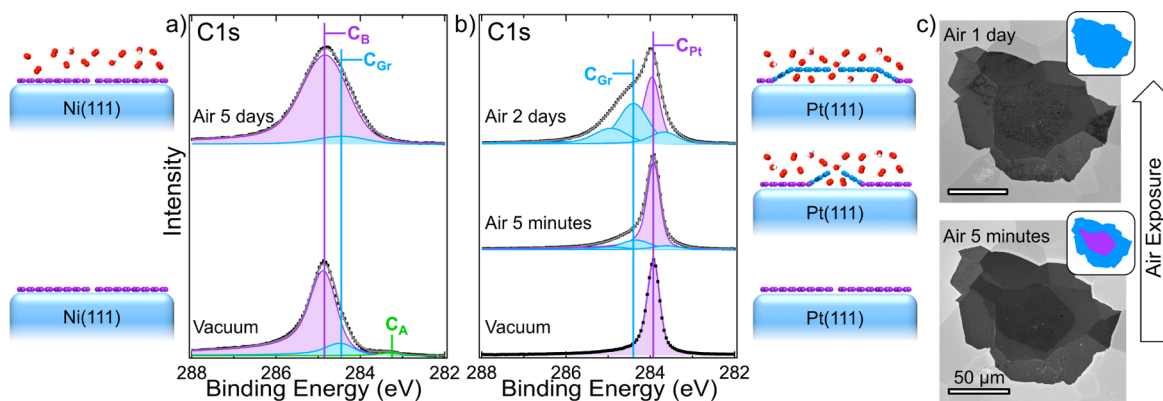 a)
C1s
C_B
C_Gr
Air 5 days
Vacuum
C_A
Intensity
288 286 284 282
Binding Energy (eV)
Ni(111)
Ni(111)
b)
C1s
C_Pt
C_Gr
Air 2 days
Air 5 minutes
Vacuum
288 286 284 282
Binding Energy (eV)
Pt(111)
Pt(111)
Pt(111)
c)
Air 1 day
Air 5 minutes
50 µm
Air Exposure